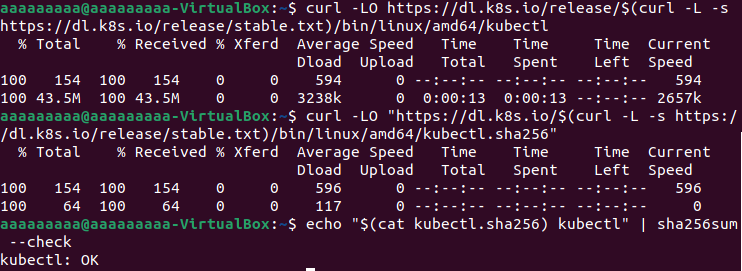 aaaaaaaaa@aaaaaaaaa-VirtualBox:~$ curl -LO https://dl.k8s.io/release/$(curl -L -s
https://dl.k8s.io/release/stable.txt)/bin/linux/amd64/kubectl
  % Total    % Received % Xferd  Average Speed   Time    Time     Time  Current
                                 Dload  Upload   Total   Spent    Left  Speed
100   154  100   154    0     0    594      0 --:--:-- --:--:-- --:--:--   594
100 43.5M  100 43.5M    0     0  3238k      0  0:00:13  0:00:13 --:--:-- 2657k
aaaaaaaaa@aaaaaaaaa-VirtualBox:~$ curl -LO "https://dl.k8s.io/$(curl -L -s https:/
/dl.k8s.io/release/stable.txt)/bin/linux/amd64/kubectl.sha256"
  % Total    % Received % Xferd  Average Speed   Time    Time     Time  Current
                                 Dload  Upload   Total   Spent    Left  Speed
100   154  100   154    0     0    596      0 --:--:-- --:--:-- --:--:--   596
100    64  100    64    0     0    117      0 --:--:-- --:--:-- --:--:--     0
aaaaaaaaa@aaaaaaaaa-VirtualBox:~$ echo "$(cat kubectl.sha256) kubectl" | sha256sum
 --check
kubectl: OK